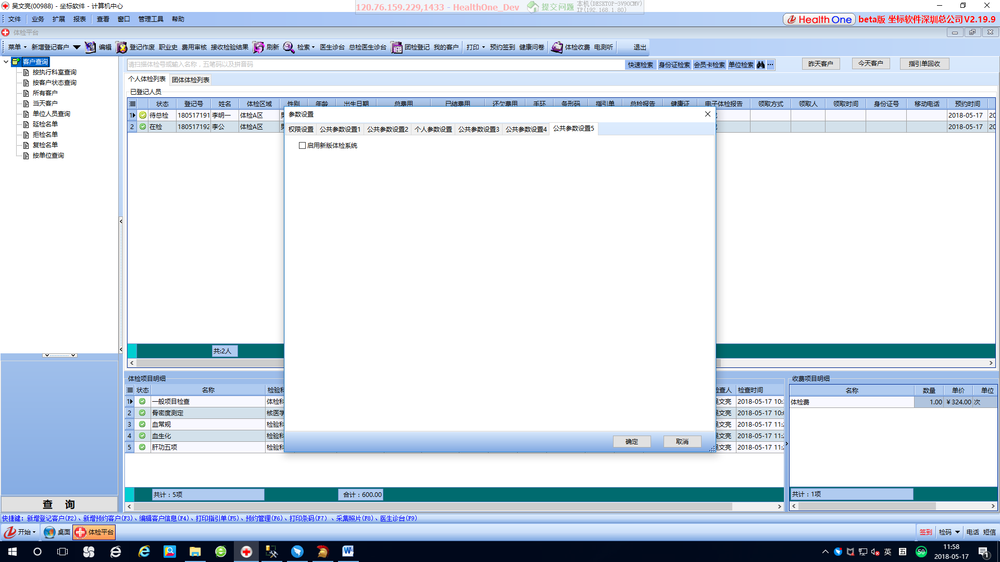 吴文亮(00988) - 坐标软件 - 计算机中心
120.76.159.229,1433 - HealthOne_Dev 提交问题 本机(DESKTOP-3V90CMV)
IP(192.168.1.80)
文件 业务 扩展 报表 查看 窗口 管理工具 帮助
Health One beta版 坐标软件深圳总公司 V2.19.9
体检平台
菜单 新增登记客户 编辑 登记作废 职业史 费用审核 接收检验结果 刷新 检索 医生诊台 总检医生诊台 团检登记 我的客户 打印 预约签到 健康问卷 体检收费 电测听 退出
客户查询
按执行科室查询
按客户状态查询
所有客户
当天客户
单位人员查询
延检名单
拒检名单
复检名单
按单位查询
请扫描体检号或输入名称，五笔码以及拼音码 快速检索 身份证检索 会员卡检索 单位检索 ... 昨天客户 今天客户 指引单回收
个人体检列表 团体体检列表
已登记人员
状态 登记号 姓名 体检区域 性别 年龄 出生日期 总费用 已结费用 还欠费用 手环 条形码 指引单 总检报告 健康证 电子体检报告 领取方式 领取人 领取时间 身份证号 移动电话 预约时间
1 待总检 180517191 李明一 体检A区 2018-05-17 20
2 在检 180517192 李公 体检A区 2018-05-17 20
共:2人
参数设置
权限设置 公共参数设置1 公共参数设置2 个人参数设置 公共参数设置3 公共参数设置4 公共参数设置5
启用新版体检系统
确定 取消
体检项目明细
状态 名称 检验科 检查人 检查时间
1 一般项目检查 体检科 吴文亮 2018-05-17 10:
2 骨密度测定 核医学 吴文亮 2018-05-17 10:
3 血常规 检验科 吴文亮 2018-05-17 11:
4 血生化 检验科 吴文亮 2018-05-17 11:
5 肝功五项 检验科 吴文亮 2018-05-17 11:
共计：5项 合计：600.00
收费项目明细
名称 数量 单价 单位
体检费 1.00 ￥324.00 次
共计：1项
查 询
快捷键：新增登记客户(F2)、新增预约客户(F3)、编辑客户信息(F4)、打印指引单(F5)、预约管理(F6)、打印条码(F7) 、采集照片(F8)、医生诊台(F9)
开始 桌面 体检平台 签到 检码 电话 短信
英 50 11:58
2018-05-17 1